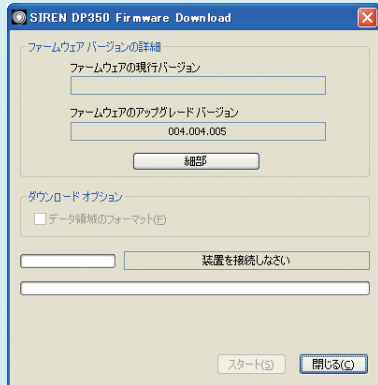 SIREN DP350 Firmware Download
ファームウェア バージョンの詳細
ファームウェアの現行バージョン
ファームウェアのアップグレード バージョン
004.004.005
細部
ダウンロード オプション
データ領域のフォーマット(F)
装置を接続しなさい
スタート(S)
閉じる(C)